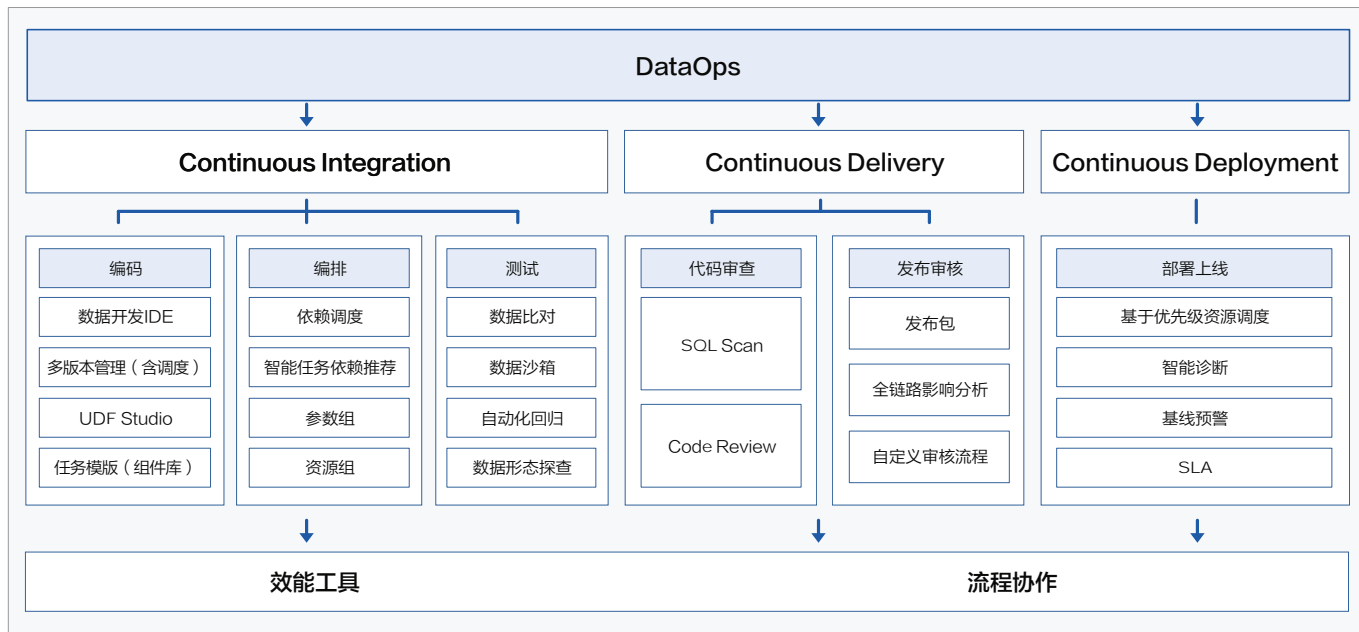 DataOps
Continuous Integration
Continuous Delivery
Continuous Deployment
编码
数据开发IDE
多版本管理（含调度）
UDF Studio
任务模版（组件库）
编排
依赖调度
智能任务依赖推荐
参数组
资源组
测试
数据比对
数据沙箱
自动化回归
数据形态探查
代码审查
SQL Scan
Code Review
发布审核
发布包
全链路影响分析
自定义审核流程
部署上线
基于优先级资源调度
智能诊断
基线预警
SLA
效能工具
流程协作